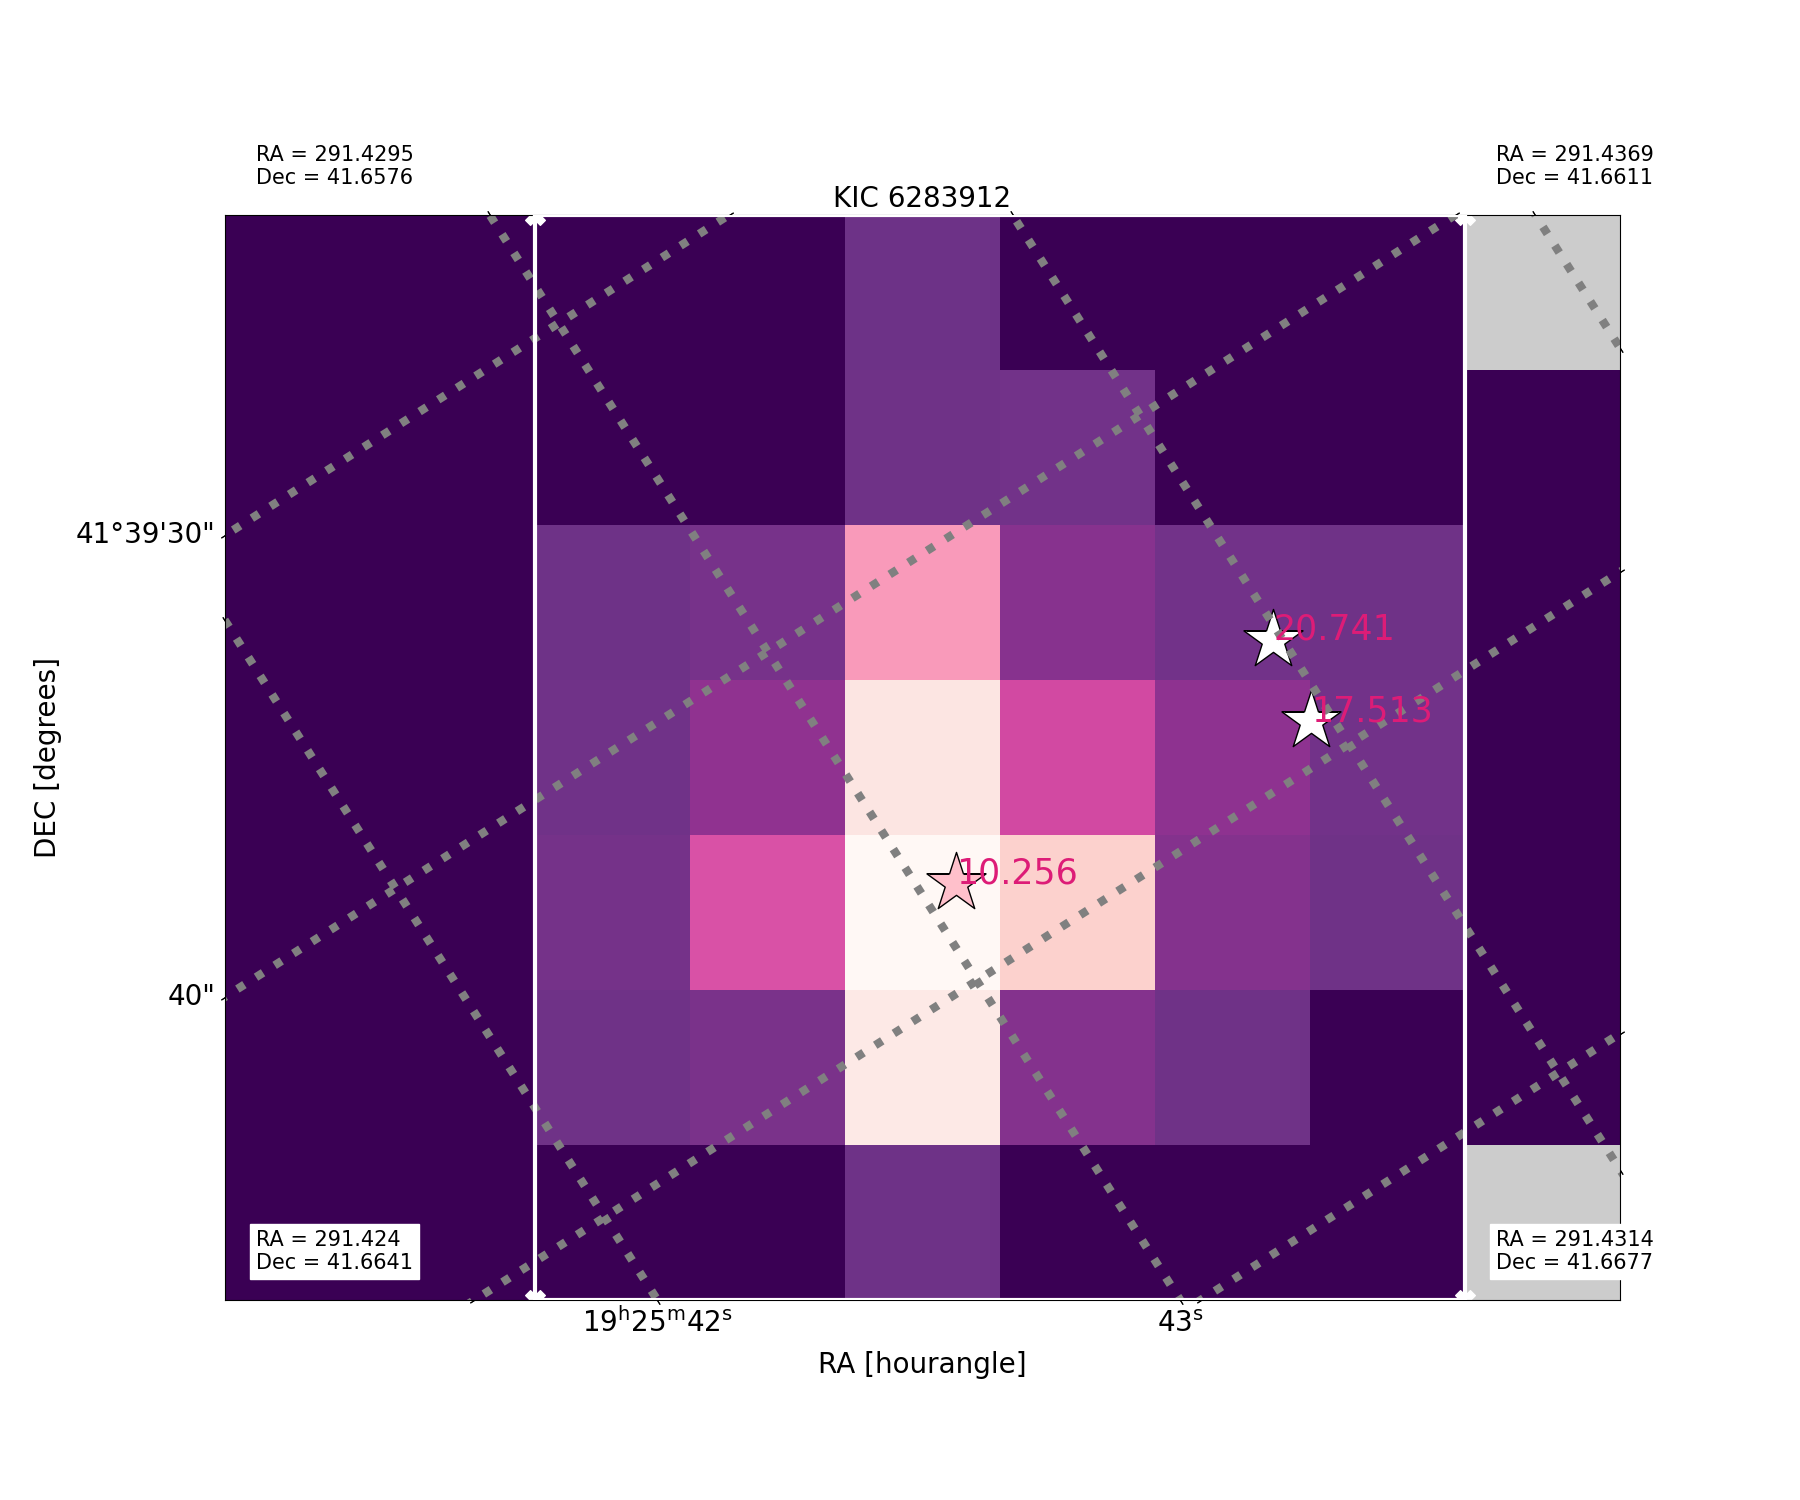 RA = 291.4295
Dec = 41.6576
RA = 291.4369
Dec = 41.6611
KIC 6283912
41°39'30"
20.741
17.513
10.256
40"
DEC [degrees]
RA = 291.424
Dec = 41.6641
RA = 291.4314
Dec = 41.6677
19ʰ25ᵐ42ˢ
43ˢ
RA [hourangle]